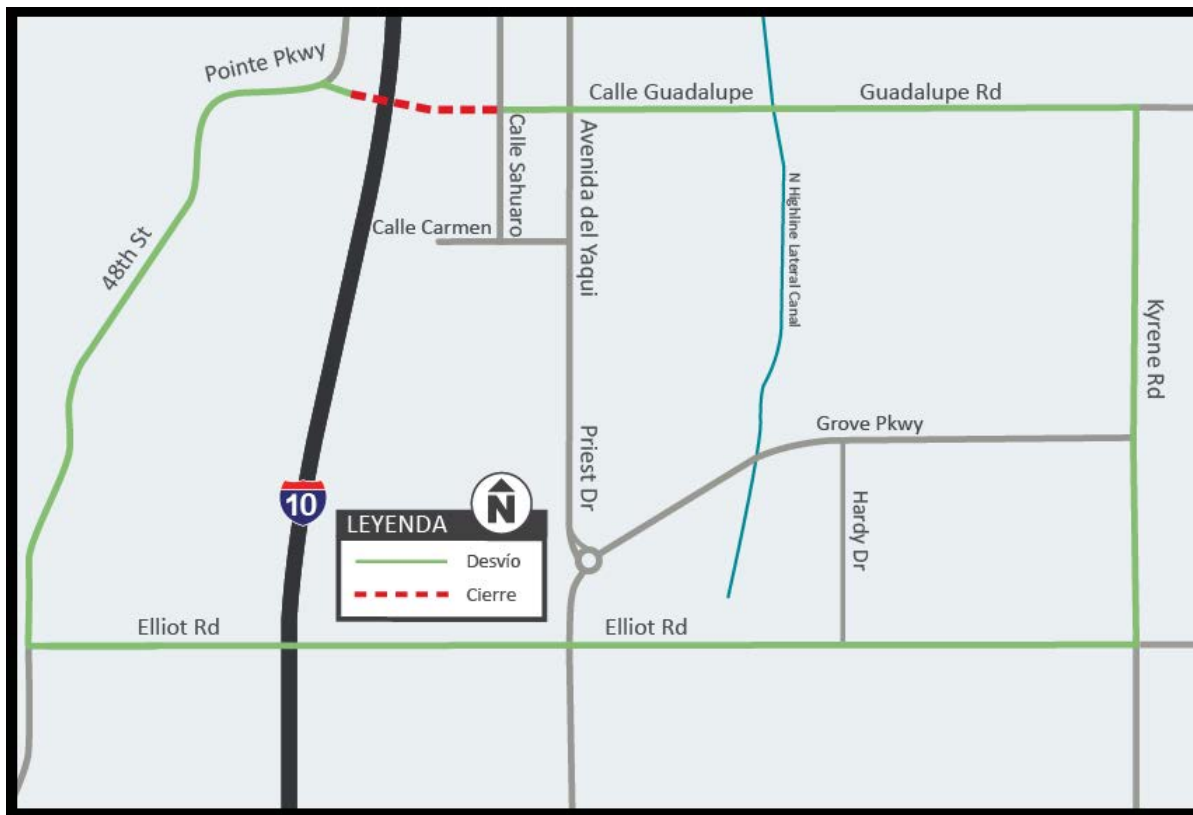 Pointe Pkwy
Calle Guadalupe
Guadalupe Rd
Calle Sahuaro
Avenida del Yaqui
N Highline Lateral Canal
Calle Carmen
48th St
Kyrene Rd
Grove Pkwy
Priest Dr
Hardy Dr
10
N
LEYENDA
Desvío
Cierre
Elliot Rd
Elliot Rd